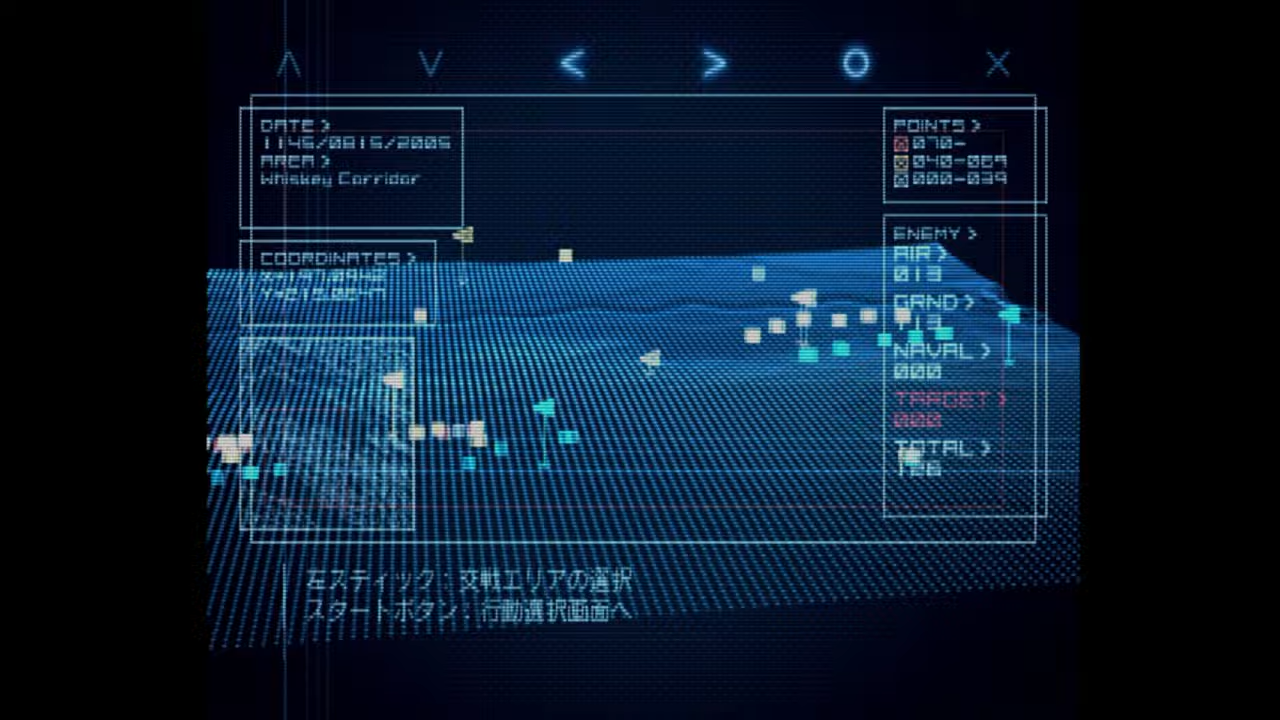 DATE >
1145/0815/2005
AREA >
Whiskey Corridor
COORDINATES >
POINTS >
070-
040-069
000-039
ENEMY >
AIR >
013
GRND >
NAVAL >
000
TARGET >
000
TOTAL >
126
左スティック：交戦エリアの選択
スタートボタン：行動選択画面へ